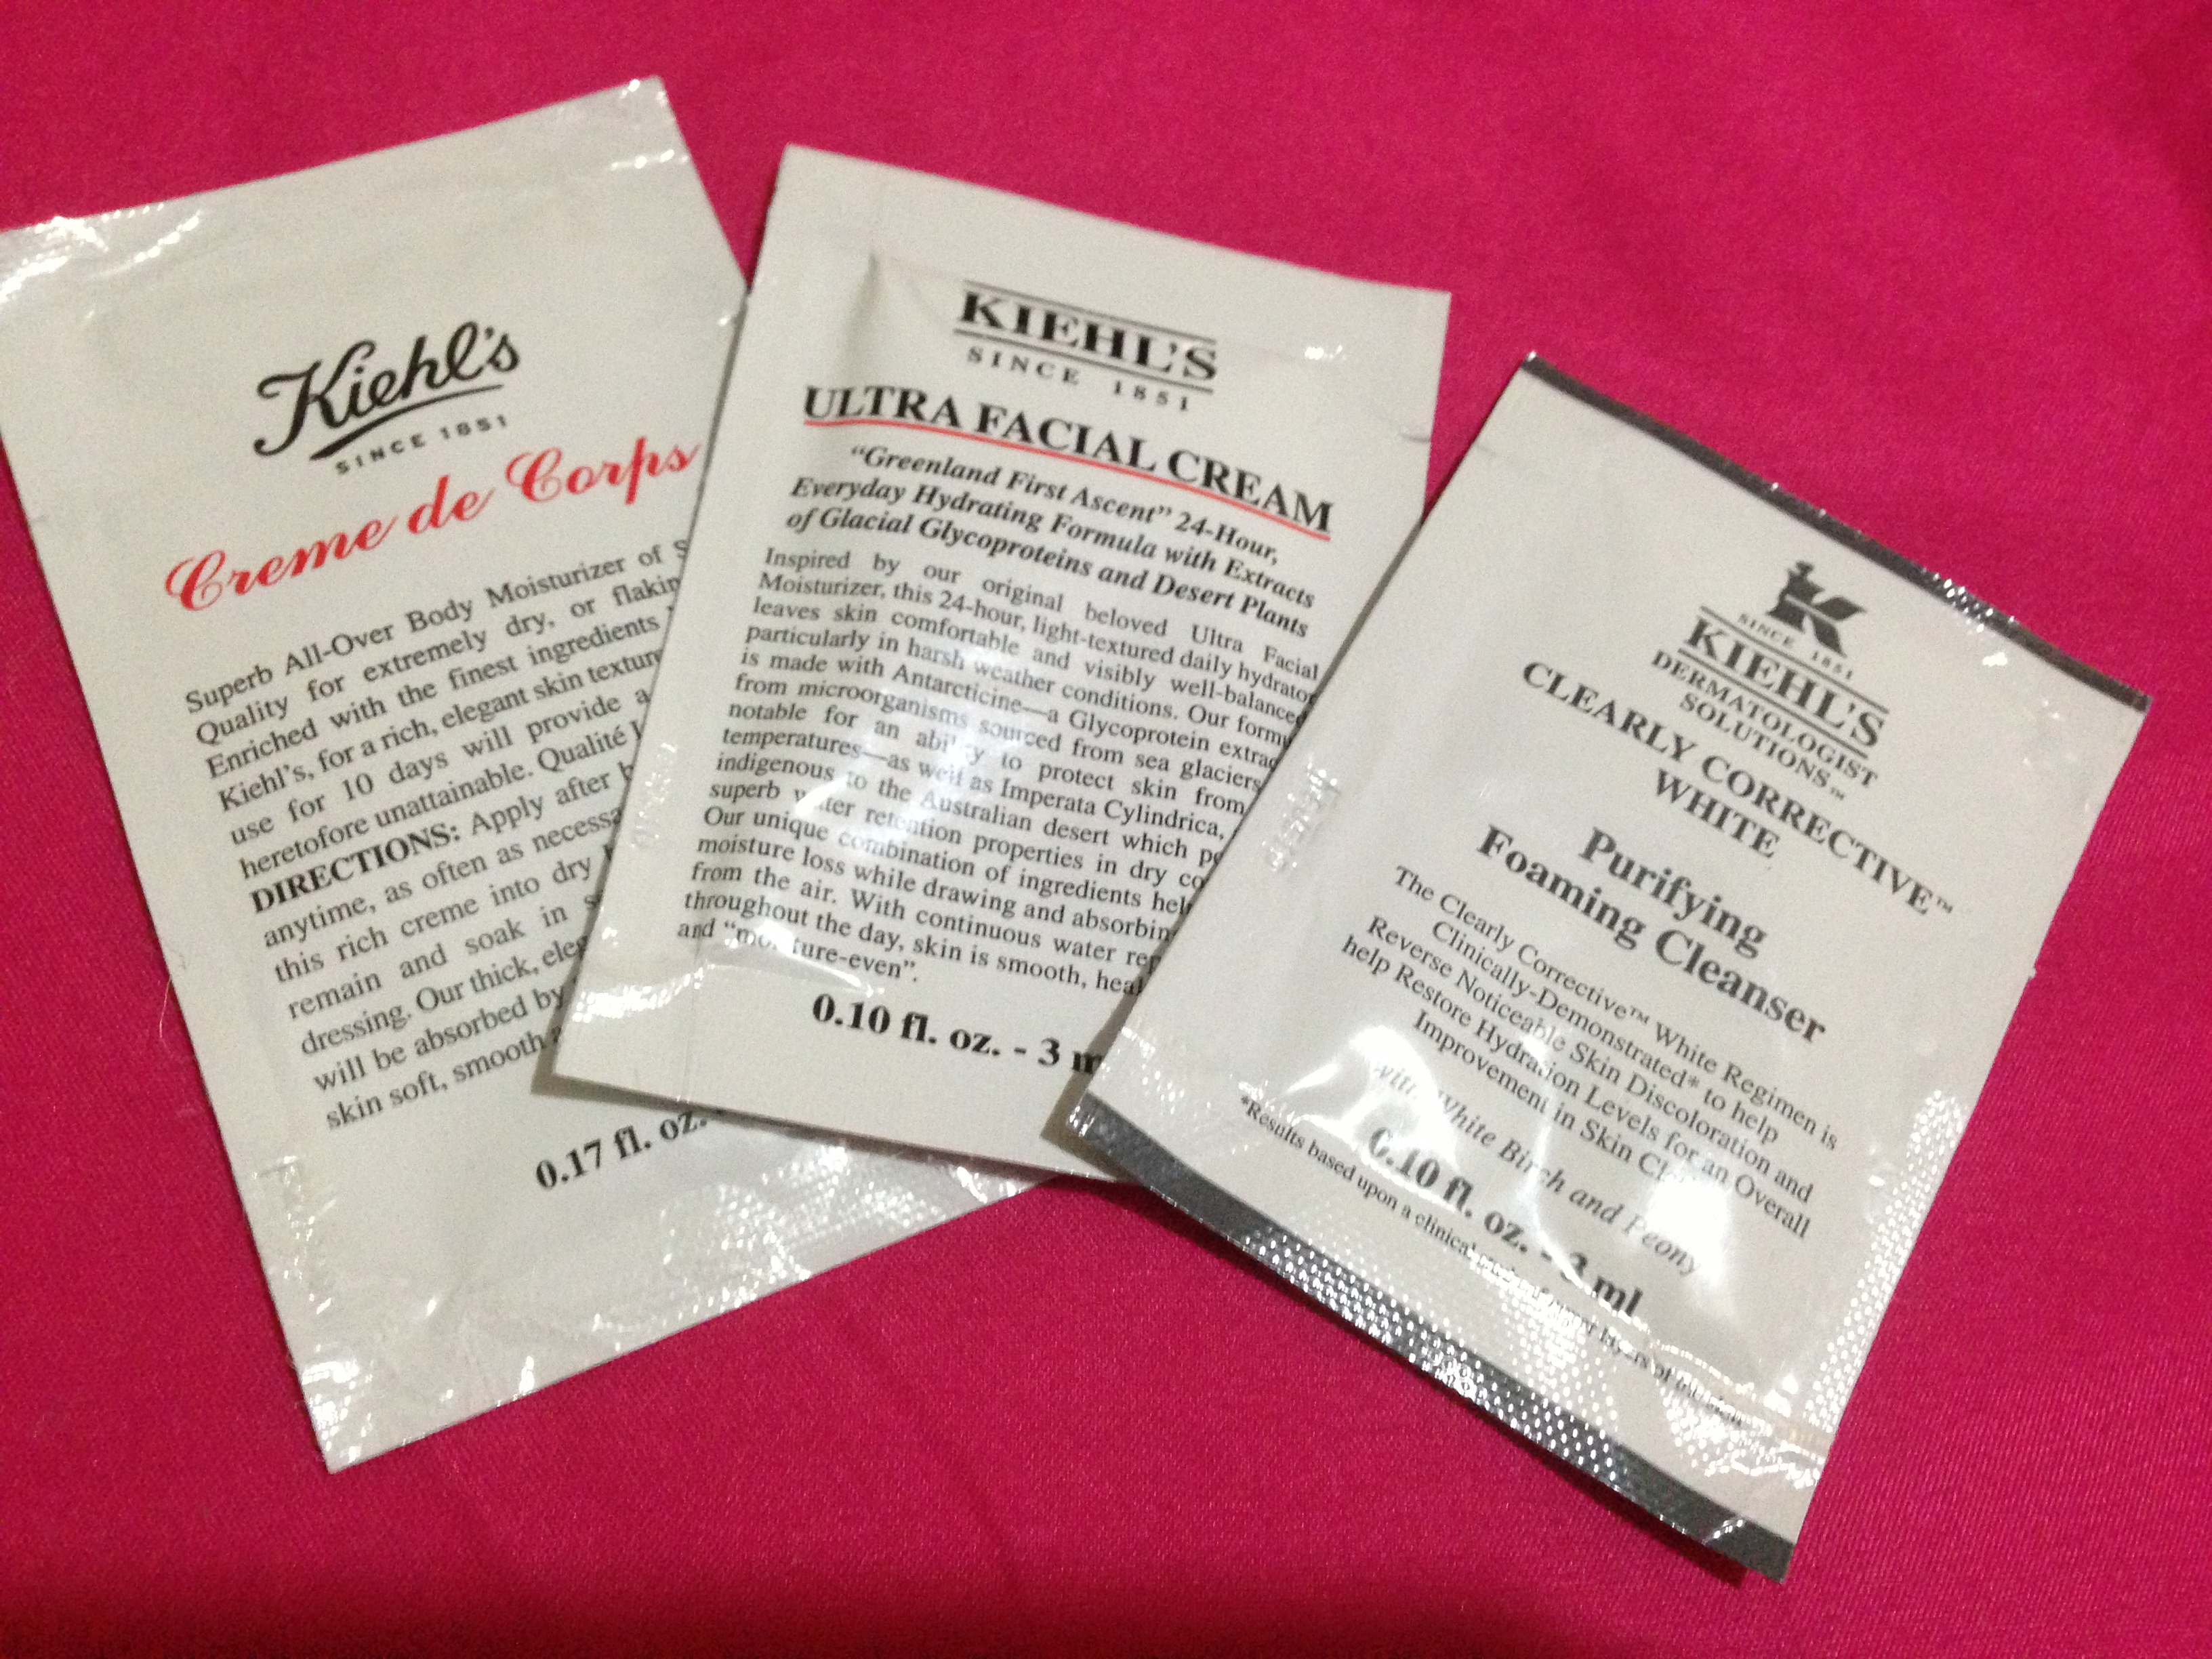 Kiehl's
SINCE 1851
Creme de Corps
Superb All-Over Body Moisturizer of
Quality for extremely dry, or
Enriched with the finest ingredients
Kiehl's, for a rich, elegant skin
use for 10 days will provide a
heretofore unattainable. Qualité
DIRECTIONS: Apply after
anytime, as often as
this rich creme into dry
remain and soak in
dressing. Our thick,
will be absorbed by
skin soft, smooth
0.17 fl. oz.
KIEHL'S
SINCE 1851
ULTRA FACIAL CREAM
"Greenland First Ascent" 24-Hour,
Everyday Hydrating Formula with Extracts
of Glacial Glycoproteins and Desert Plants
Inspired by our original beloved Ultra Facial
Moisturizer, this 24-hour, light-textured daily hydrator
leaves skin comfortable and visibly well-balanced
particularly in harsh weather conditions. Our
is made with Antarcticine—a Glycoprotein
from microorganisms sourced from sea glaciers
notable for an ability to protect skin from
temperatures—as well as Imperata Cylindrica,
indigenous to the Australian desert which
superb water retention properties in dry
Our unique combination of ingredients
moisture loss while drawing and
from the air. With continuous water
throughout the day, skin is smooth,
and "moisture-even".
0.10 fl. oz. - 3
SINCE 1851
KIEHL'S
DERMATOLOGIST
SOLUTIONS™
CLEARLY CORRECTIVE™
WHITE
Purifying
Foaming Cleanser
The Clearly Corrective™ White Regimen is
Clinically-Demonstrated* to help
Reverse Noticeable Skin Discoloration and
help Restore Hydration Levels for an Overall
Improvement in Skin
with White Birch and Peony
0.10 fl. oz. - 3 ml
*Results based upon a clinical